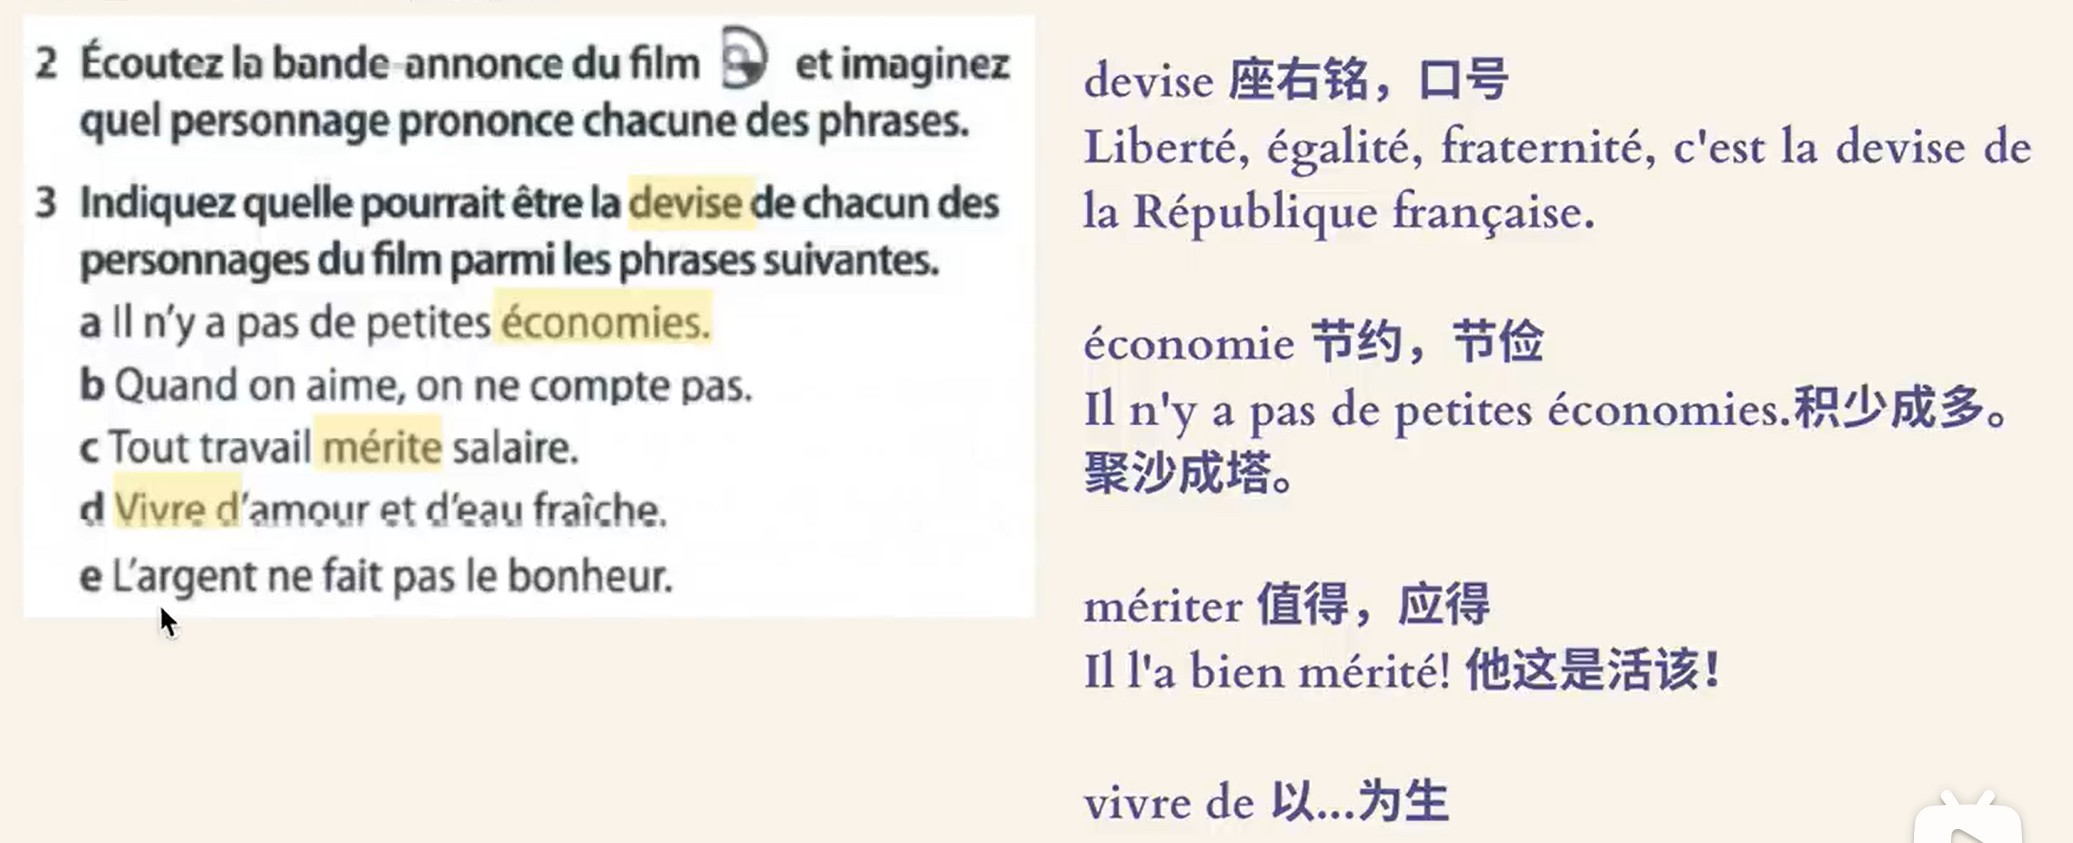 2 Écoutez la bande-annonce du film et imaginez
quel personnage prononce chacune des phrases.
3 Indiquez quelle pourrait être la devise de chacun des
personnages du film parmi les phrases suivantes.
a Il n'y a pas de petites économies.
b Quand on aime, on ne compte pas.
c Tout travail mérite salaire.
d Vivre d'amour et d'eau fraîche.
e L'argent ne fait pas le bonheur.
devise 座右铭，口号
Liberté, égalité, fraternité, c'est la devise de
la République française.
économie 节约，节俭
Il n'y a pas de petites économies.积少成多。
聚沙成塔。
mériter 值得，应得
Il l'a bien mérité! 他这是活该！
vivre de 以...为生